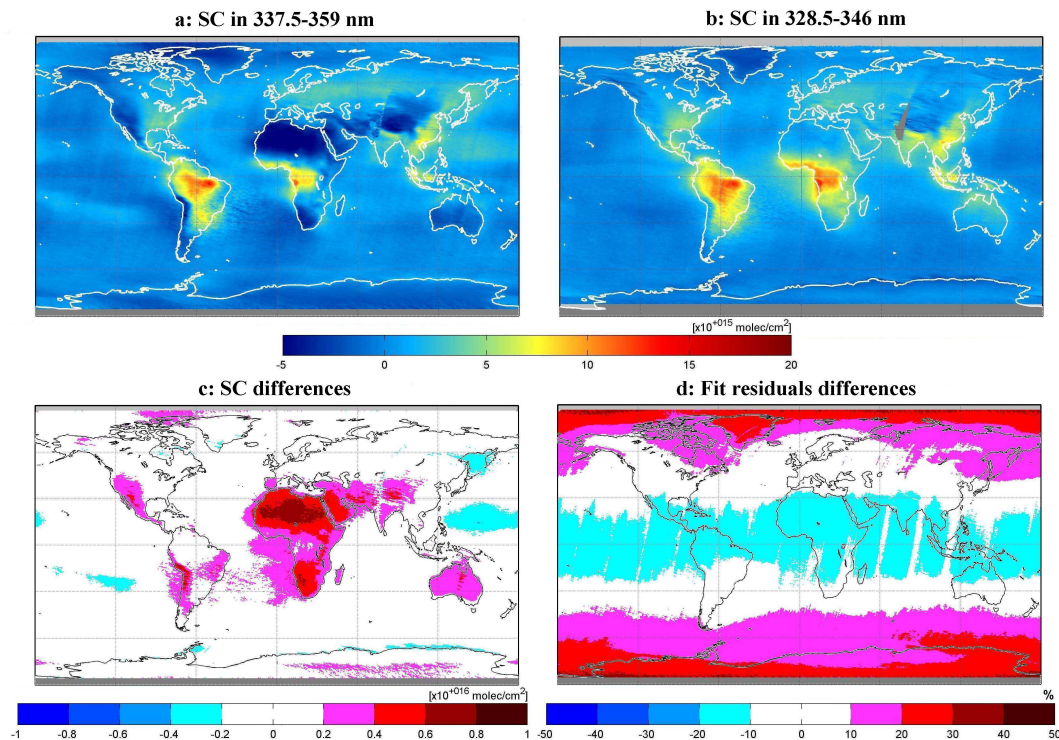 a: SC in 337.5-359 nm
b: SC in 328.5-346 nm
[x10+015 molec/cm2]
-5 0 5 10 15 20
c: SC differences
d: Fit residuals differences
[x10+016 molec/cm2]
-1 -0.8 -0.6 -0.4 -0.2 0 0.2 0.4 0.6 0.8 1
%
-50 -40 -30 -20 -10 0 10 20 30 40 50